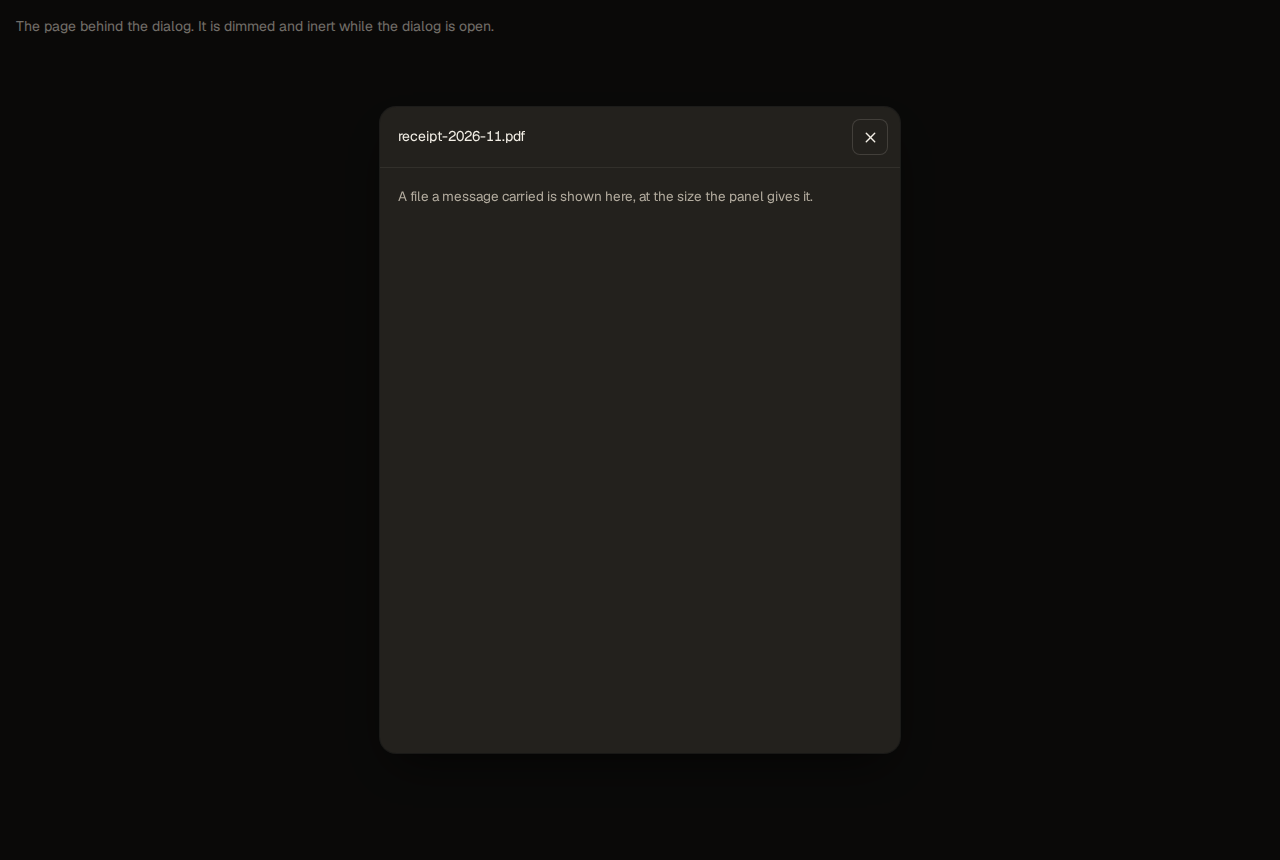 The page behind the dialog. It is dimmed and inert while the dialog is open.
receipt-2026-11.pdf
A file a message carried is shown here, at the size the panel gives it.